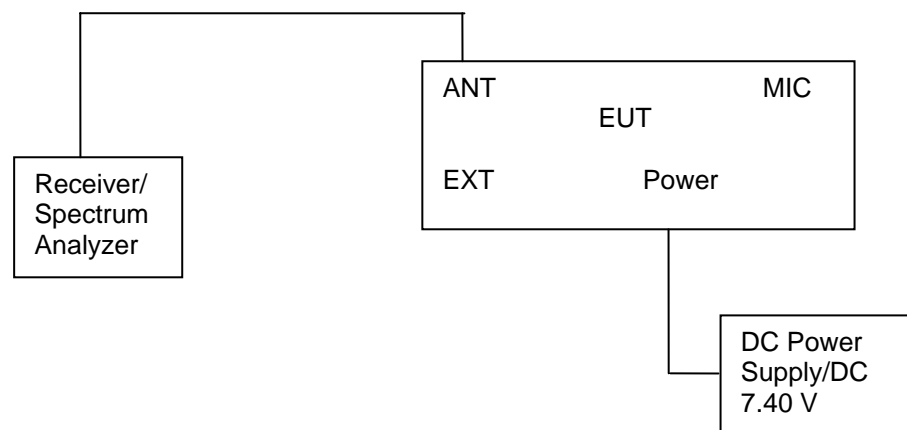 ANT MIC
EUT
EXT Power
Receiver/
Spectrum
Analyzer
DC Power
Supply/DC
7.40 V